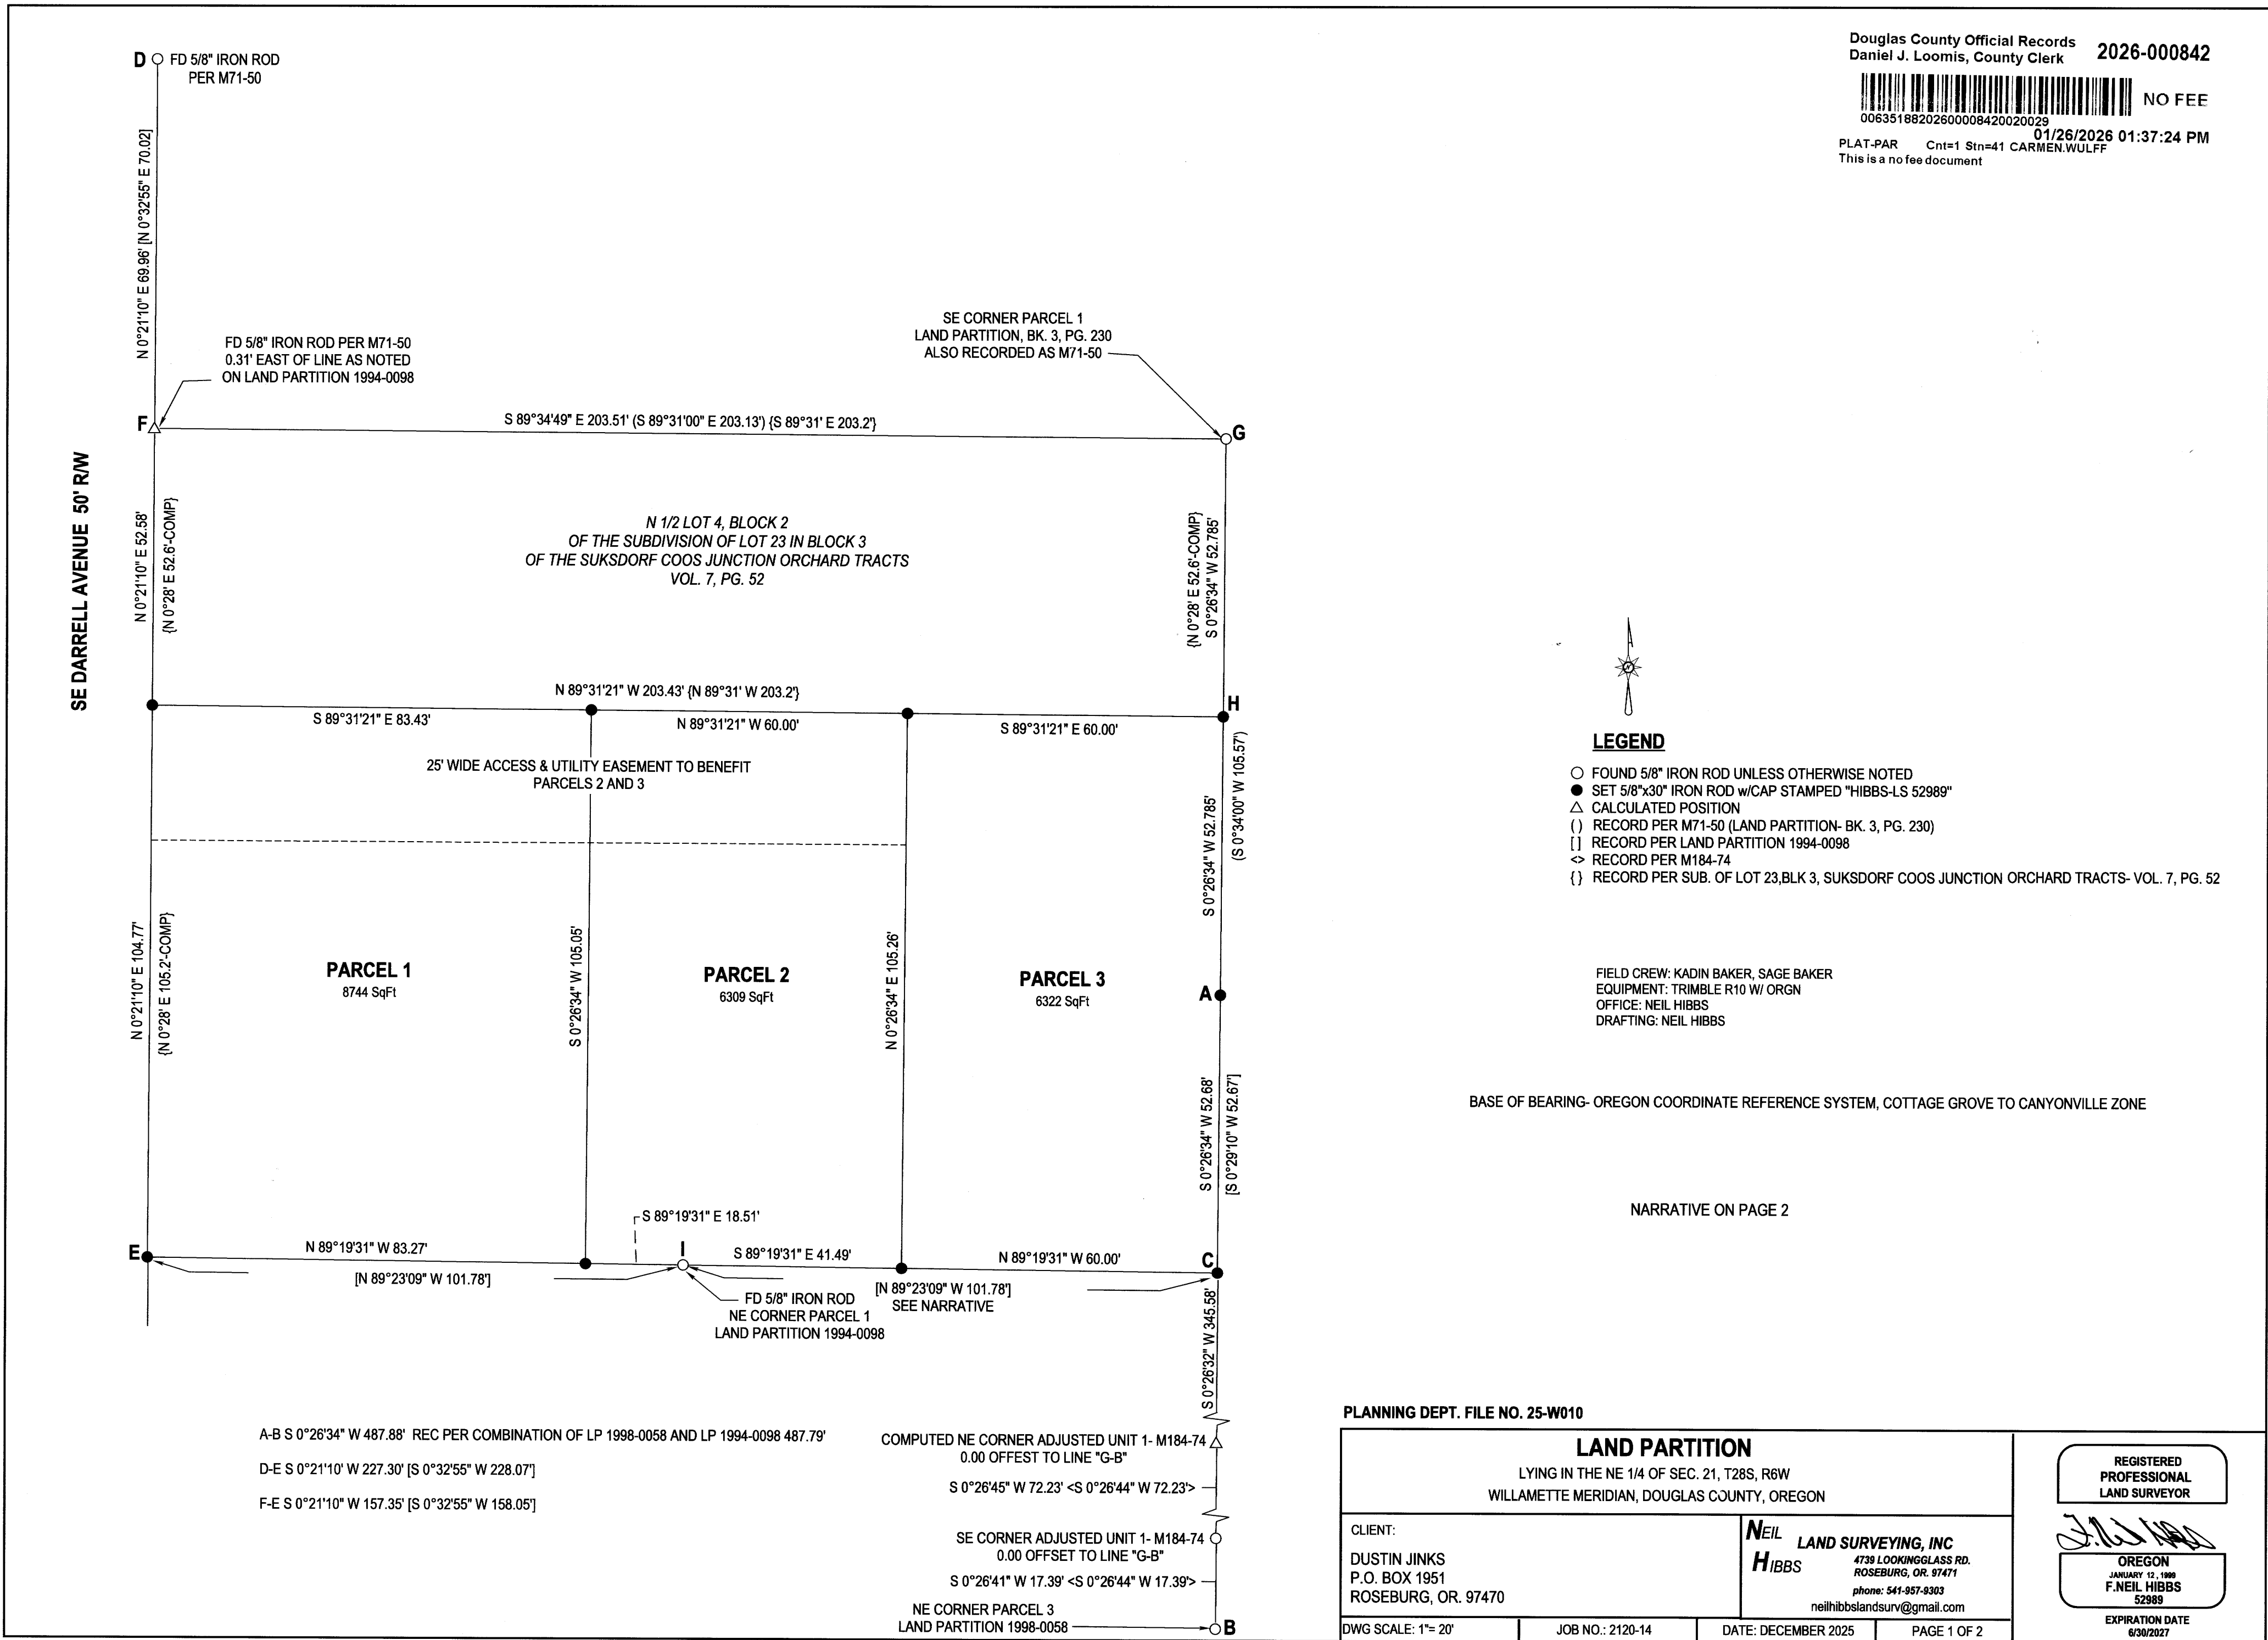 Douglas County Official Records
Daniel J. Loomis, County Clerk
2026-000842
NO FEE
00635188202600008420020029
01/26/2026 01:37:24 PM
PLAT-PAR Cnt=1 Stn=41 CARMEN.WULFF
This is a no fee document
D
FD 5/8" IRON ROD
PER M71-50
N 0°21'10" E 69.96' [N 0°32'55" E 70.02]
FD 5/8" IRON ROD PER M71-50
0.31' EAST OF LINE AS NOTED
ON LAND PARTITION 1994-0098
SE CORNER PARCEL 1
LAND PARTITION, BK. 3, PG. 230
ALSO RECORDED AS M71-50
F
S 89°34'49" E 203.51' (S 89°31'00" E 203.13') {S 89°31' E 203.2'}
G
SE DARRELL AVENUE 50' R/W
N 0°21'10" E 52.58'
{N 0°28' E 52.6'-COMP}
N 1/2 LOT 4, BLOCK 2
OF THE SUBDIVISION OF LOT 23 IN BLOCK 3
OF THE SUKSDORF COOS JUNCTION ORCHARD TRACTS
VOL. 7, PG. 52
{N 0°28' E 52.6'-COMP}
S 0°26'34" W 52.785'
N 89°31'21" W 203.43' {N 89°31' W 203.2'}
H
S 89°31'21" E 83.43'
N 89°31'21" W 60.00'
S 89°31'21" E 60.00'
25' WIDE ACCESS & UTILITY EASEMENT TO BENEFIT
PARCELS 2 AND 3
S 0°26'34" W 52.785'
(S 0°34'00" W 105.57')
N 0°21'10" E 104.77'
{N 0°28' E 105.2'-COMP}
PARCEL 1
8744 SqFt
S 0°26'34" W 105.05'
PARCEL 2
6309 SqFt
N 0°26'34" E 105.26'
PARCEL 3
6322 SqFt
A
S 0°26'34" W 52.68'
[S 0°29'10" W 52.67']
S 89°19'31" E 18.51'
E
N 89°19'31" W 83.27'
I
S 89°19'31" E 41.49'
N 89°19'31" W 60.00'
C
[N 89°23'09" W 101.78']
[N 89°23'09" W 101.78']
SEE NARRATIVE
FD 5/8" IRON ROD
NE CORNER PARCEL 1
LAND PARTITION 1994-0098
S 0°26'32" W 345.58'
A-B S 0°26'34" W 487.88' REC PER COMBINATION OF LP 1998-0058 AND LP 1994-0098 487.79'
D-E S 0°21'10' W 227.30' [S 0°32'55" W 228.07']
F-E S 0°21'10" W 157.35' [S 0°32'55" W 158.05']
COMPUTED NE CORNER ADJUSTED UNIT 1- M184-74
0.00 OFFEST TO LINE "G-B"
S 0°26'45" W 72.23' <S 0°26'44" W 72.23'>
SE CORNER ADJUSTED UNIT 1- M184-74
0.00 OFFSET TO LINE "G-B"
S 0°26'41" W 17.39' <S 0°26'44" W 17.39'>
NE CORNER PARCEL 3
LAND PARTITION 1998-0058
B
LEGEND
FOUND 5/8" IRON ROD UNLESS OTHERWISE NOTED
SET 5/8"x30" IRON ROD w/CAP STAMPED "HIBBS-LS 52989"
CALCULATED POSITION
( ) RECORD PER M71-50 (LAND PARTITION- BK. 3, PG. 230)
[ ] RECORD PER LAND PARTITION 1994-0098
<> RECORD PER M184-74
{ } RECORD PER SUB. OF LOT 23,BLK 3, SUKSDORF COOS JUNCTION ORCHARD TRACTS- VOL. 7, PG. 52
FIELD CREW: KADIN BAKER, SAGE BAKER
EQUIPMENT: TRIMBLE R10 W/ ORGN
OFFICE: NEIL HIBBS
DRAFTING: NEIL HIBBS
BASE OF BEARING- OREGON COORDINATE REFERENCE SYSTEM, COTTAGE GROVE TO CANYONVILLE ZONE
NARRATIVE ON PAGE 2
PLANNING DEPT. FILE NO. 25-W010
LAND PARTITION
LYING IN THE NE 1/4 OF SEC. 21, T28S, R6W
WILLAMETTE MERIDIAN, DOUGLAS COUNTY, OREGON
CLIENT:
DUSTIN JINKS
P.O. BOX 1951
ROSEBURG, OR. 97470
NEIL
HIBBS
LAND SURVEYING, INC
4739 LOOKINGGLASS RD.
ROSEBURG, OR. 97471
phone: 541-957-9303
neilhibbslandsurv@gmail.com
DWG SCALE: 1"= 20'
JOB NO.: 2120-14
DATE: DECEMBER 2025
PAGE 1 OF 2
REGISTERED
PROFESSIONAL
LAND SURVEYOR
OREGON
JANUARY 12, 1999
F.NEIL HIBBS
52989
EXPIRATION DATE
6/30/2027